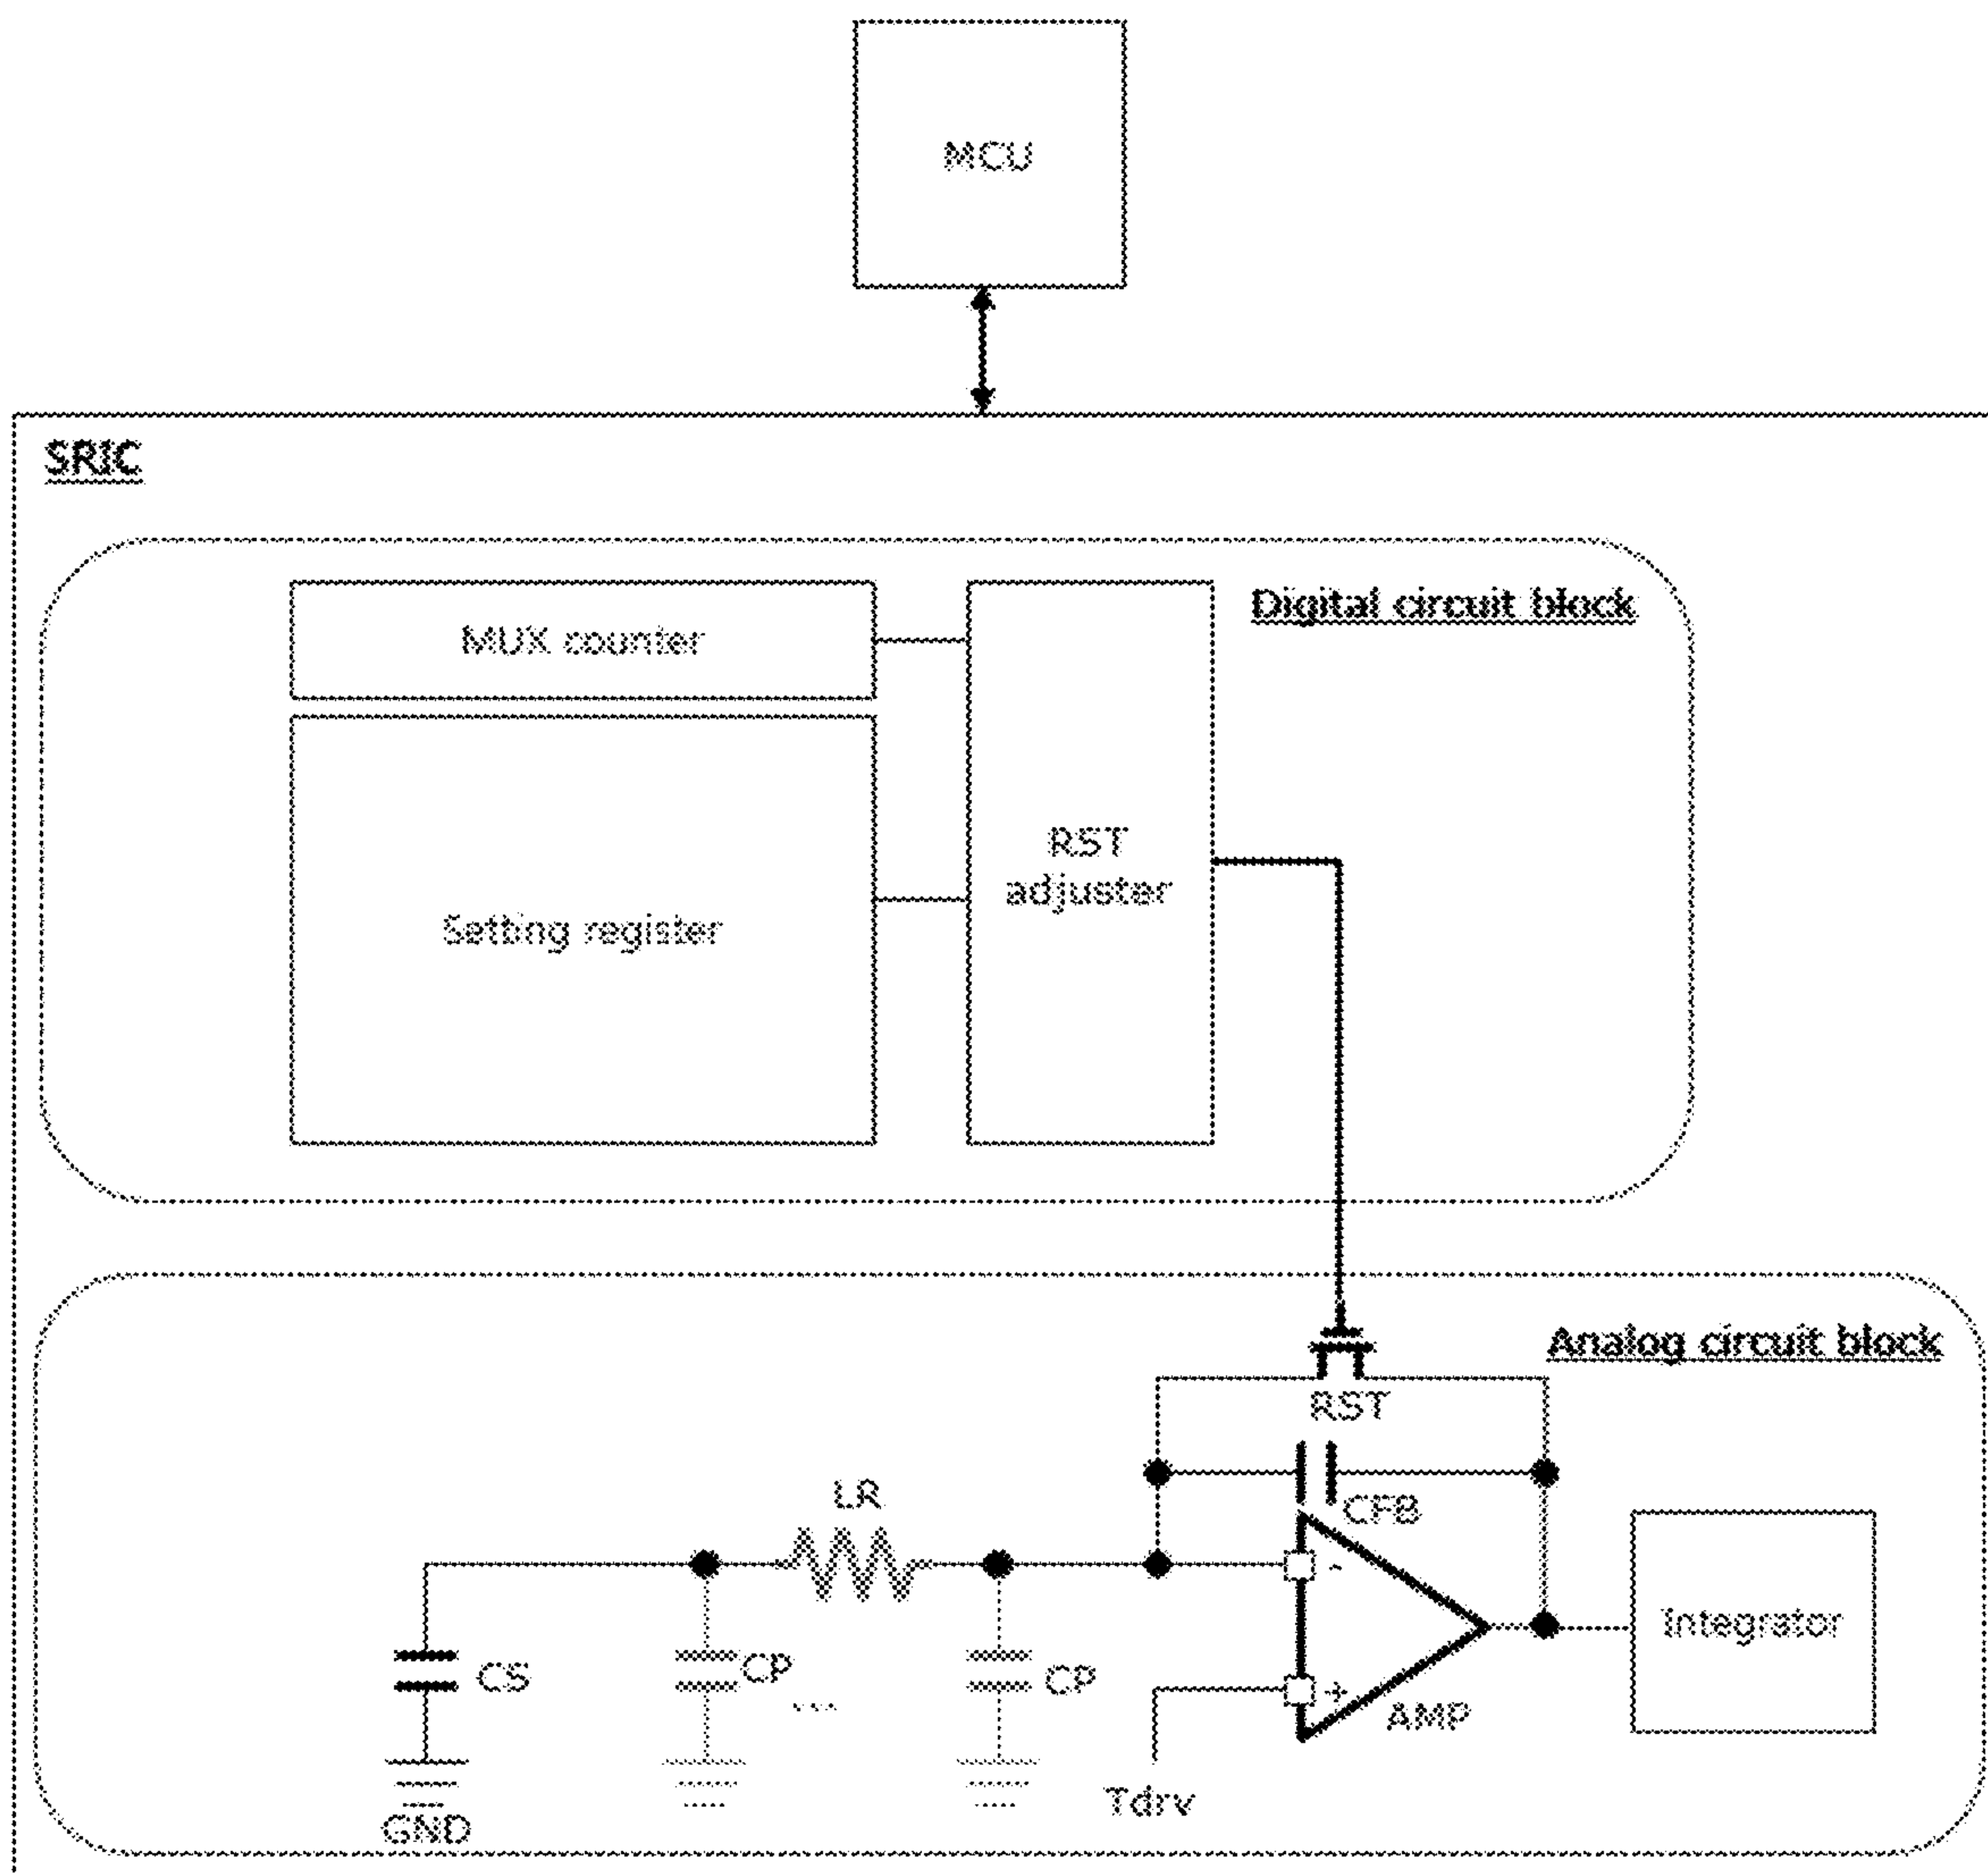 MCU
SRIC
Digital circuit block
MUX counter
Setting register
RST
adjuster
Analog circuit block
RST
CFB
LR
CS
CP
...
CP
-
+
AMP
Integrator
Tdrv
GND